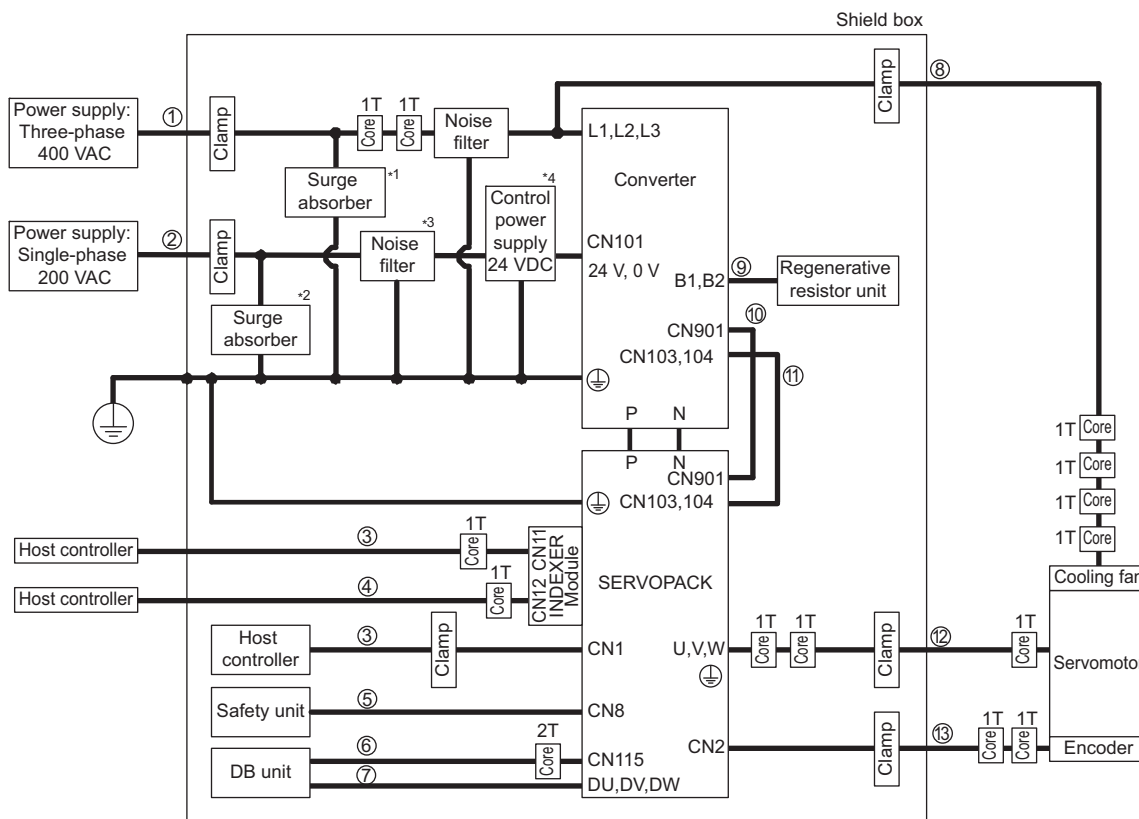 Shield box
Power supply:
Three-phase
400 VAC
①
Clamp
1T
Core
1T
Core
Noise
filter
L1,L2,L3
Converter
Clamp
⑧
Surge
absorber
*1
Power supply:
Single-phase
200 VAC
②
Clamp
Noise
filter
*3
Control
power
supply
24 VDC
*4
CN101
24 V, 0 V
B1,B2
⑨
Regenerative
resistor unit
Surge
absorber
*2
CN901
⑩
CN103,104
⑪
P
N
P
N
CN901
CN103,104
1T
Core
1T
Core
1T
Core
1T
Core
Host controller
③
1T
Core
CN11
Host controller
④
1T
Core
CN12
INDEXER
Module
SERVOPACK
Cooling fan
Host
controller
③
Clamp
CN1
U,V,W
1T
Core
1T
Core
Clamp
⑫
1T
Core
Servomotor
Safety unit
⑤
CN8
CN2
Clamp
⑬
1T
Core
1T
Core
Encoder
DB unit
⑥
2T
Core
CN115
⑦
DU,DV,DW